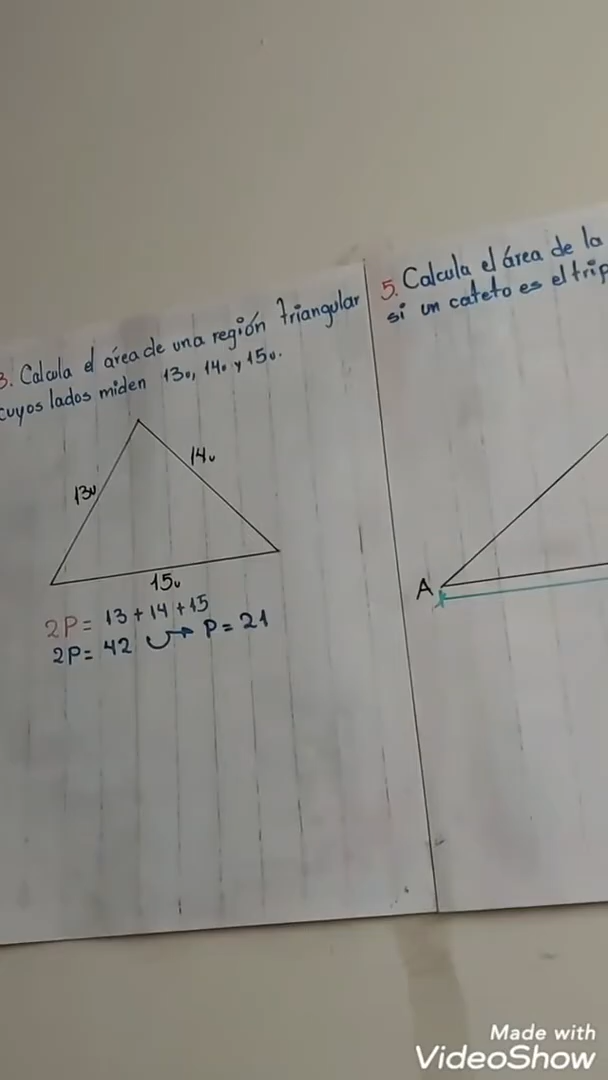 3. Calcula el área de una región triangular
cuyos lados miden 13u, 14u y 15u.
13u
14u
15u
2P= 13+14+15
2P= 42 → P= 21
5. Calcula el área de la
si un cateto es el trip
A
Made with
VideoShow